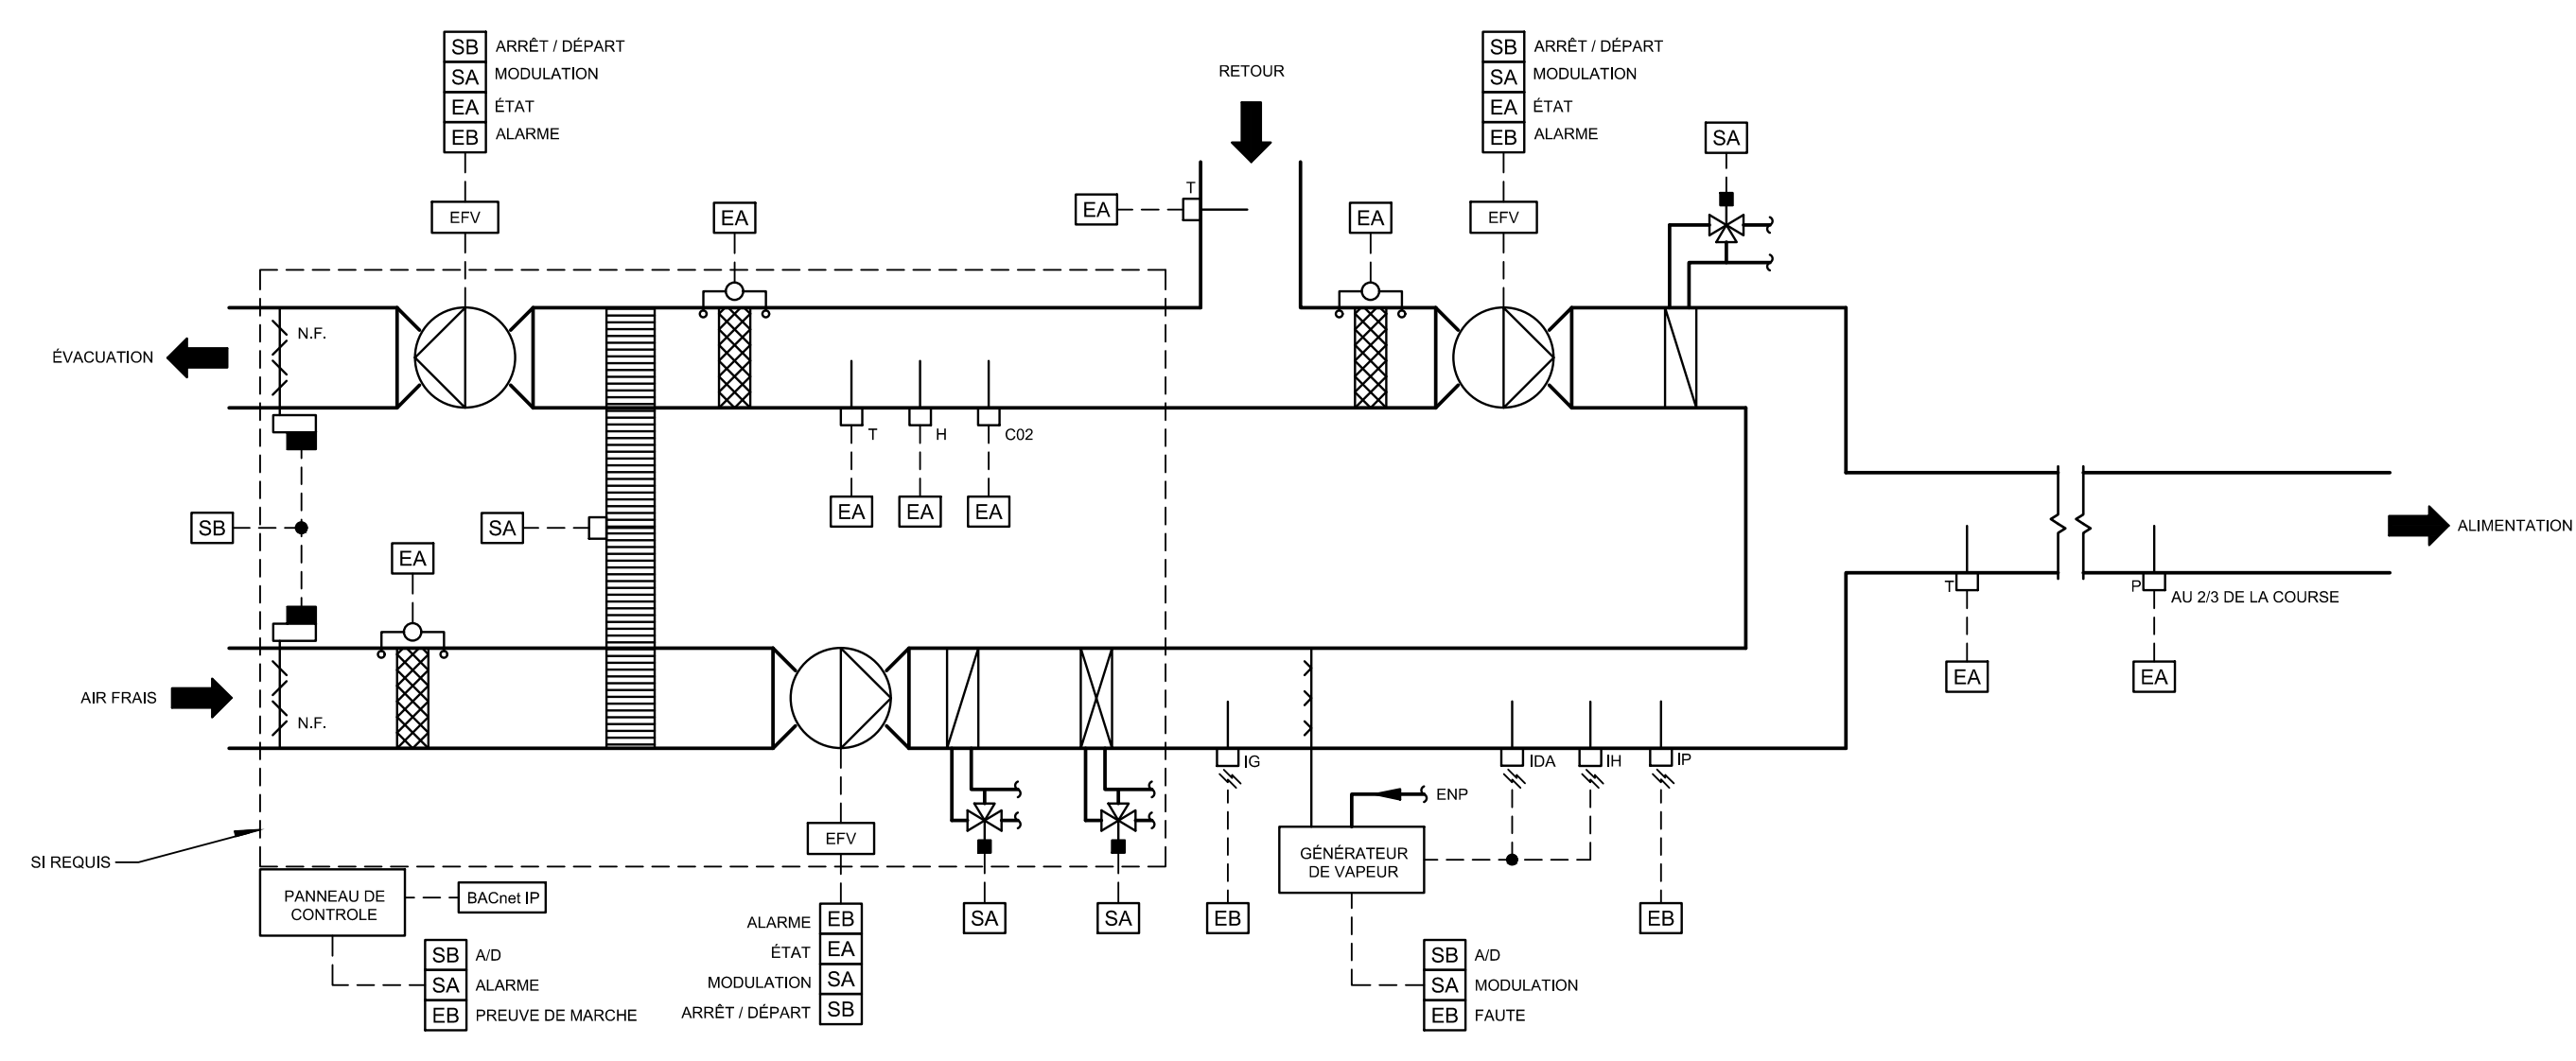 SB ARRÊT / DÉPART
SA MODULATION
EA ÉTAT
EB ALARME
EFV
EA
RETOUR
T
EA
SB ARRÊT / DÉPART
SA MODULATION
EA ÉTAT
EB ALARME
EA
EFV
SA
ÉVACUATION
N.F.
T
H
C02
EA
EA
EA
SB
SA
EA
ALIMENTATION
T
P
AU 2/3 DE LA COURSE
EA
EA
AIR FRAIS
N.F.
IG
IDA
IH
IP
ENP
SI REQUIS
EFV
GÉNÉRATEUR
DE VAPEUR
PANNEAU DE
CONTROLE
BACnet IP
SA
SA
EB
EB
ALARME EB
ÉTAT EA
MODULATION SA
ARRÊT / DÉPART SB
SB A/D
SA ALARME
EB PREUVE DE MARCHE
SB A/D
SA MODULATION
EB FAUTE